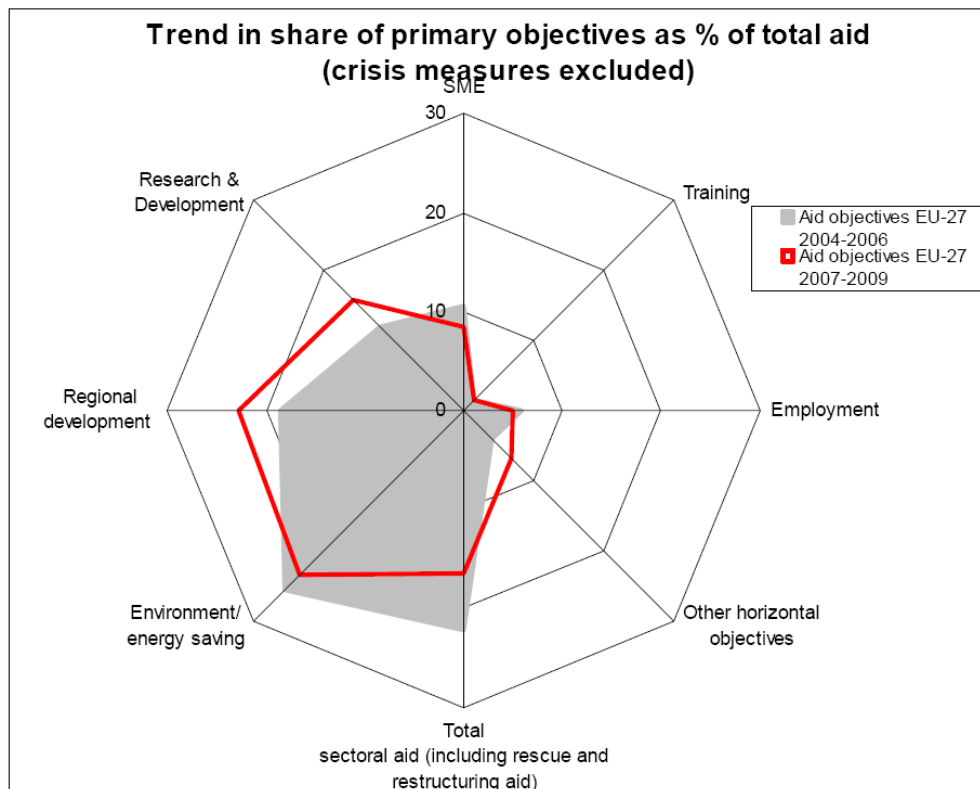 Trend in share of primary objectives as % of total aid
(crisis measures excluded)
SME
30
Research &
Development
Training
20
Aid objectives EU-27
2004-2006
Aid objectives EU-27
2007-2009
10
Regional
development
0
Employment
Environment/
energy saving
Other horizontal
objectives
Total
sectoral aid (including rescue and
restructuring aid)